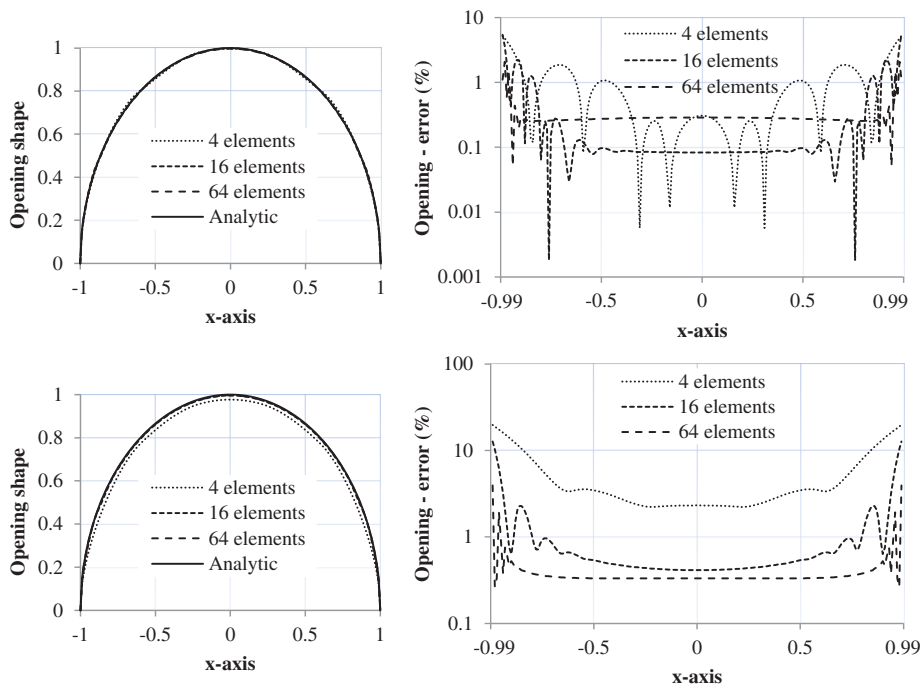 Opening shape
1
0.8
0.6
0.4
0.2
0
-1
-0.5
0
0.5
1
x-axis
4 elements
16 elements
64 elements
Analytic
Opening - error (%)
10
1
0.1
0.01
0.001
-0.99
-0.5
0
0.5
0.99
x-axis
4 elements
16 elements
64 elements
Opening shape
1
0.8
0.6
0.4
0.2
0
-1
-0.5
0
0.5
1
x-axis
4 elements
16 elements
64 elements
Analytic
Opening - error (%)
100
10
1
0.1
-0.99
-0.5
0
0.5
0.99
x-axis
4 elements
16 elements
64 elements